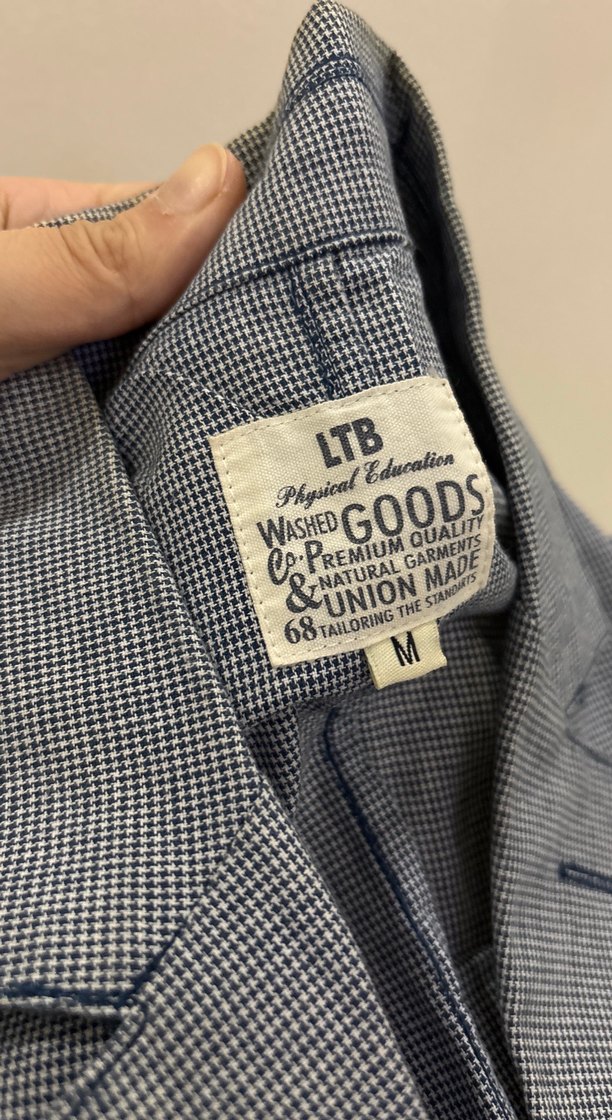 LTB
Physical Education
WASHED GOODS
Co. PREMIUM QUALITY
& NATURAL GARMENTS
UNION MADE
68 TAILORING THE STANDARTS
M